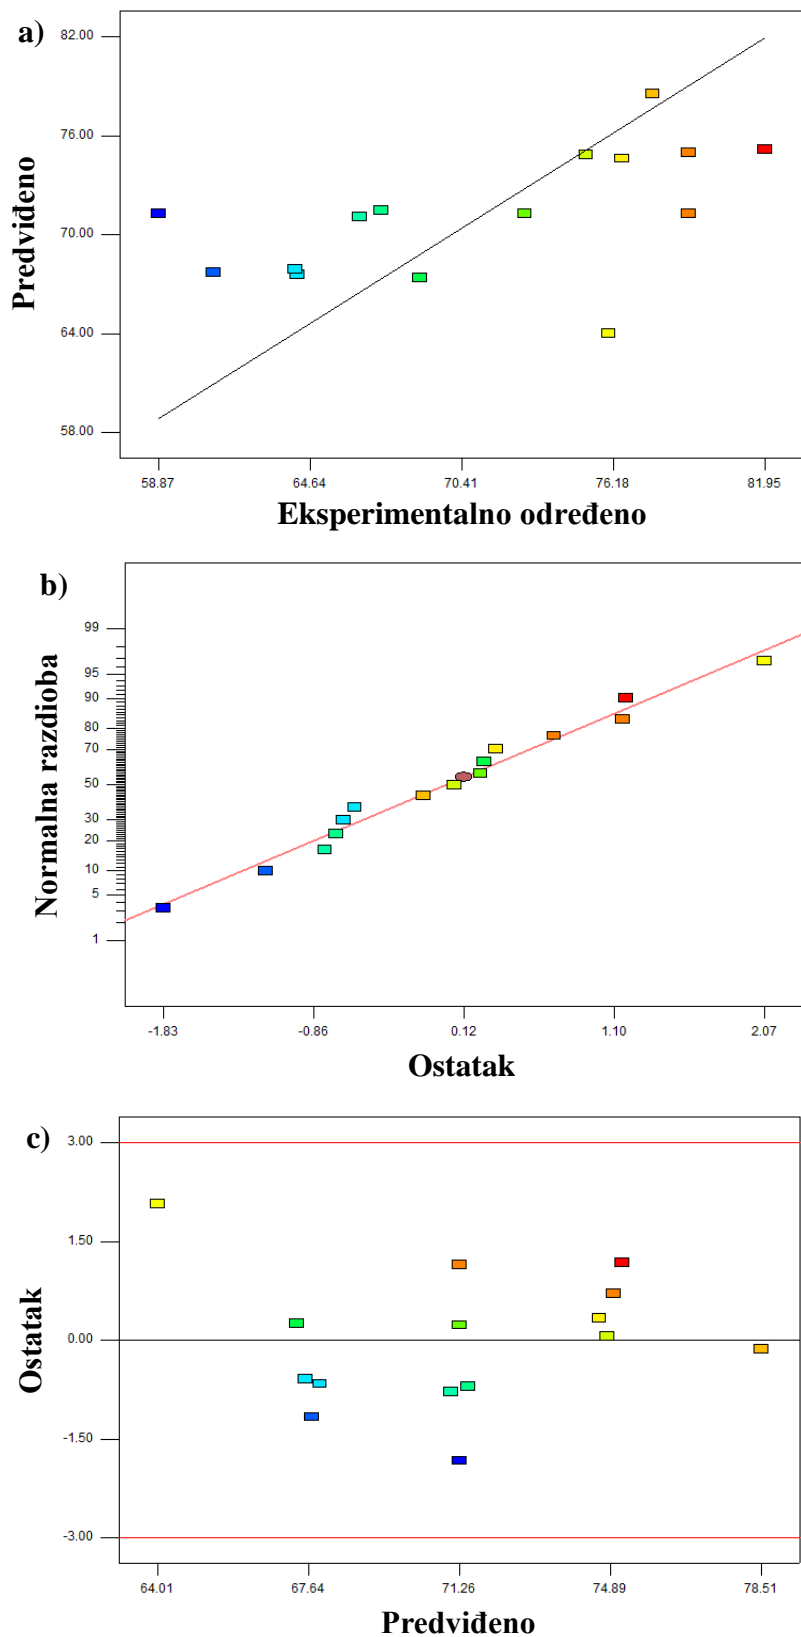 a)
82.00
76.00
70.00
64.00
58.00
Predviđeno
58.87 64.64 70.41 76.18 81.95
Eksperimentalno određeno
b)
99
95
90
80
70
50
30
20
10
5
1
Normalna razdioba
-1.83 -0.86 0.12 1.10 2.07
Ostatak
c)
3.00
1.50
0.00
-1.50
-3.00
Ostatak
64.01 67.64 71.26 74.89 78.51
Predviđeno